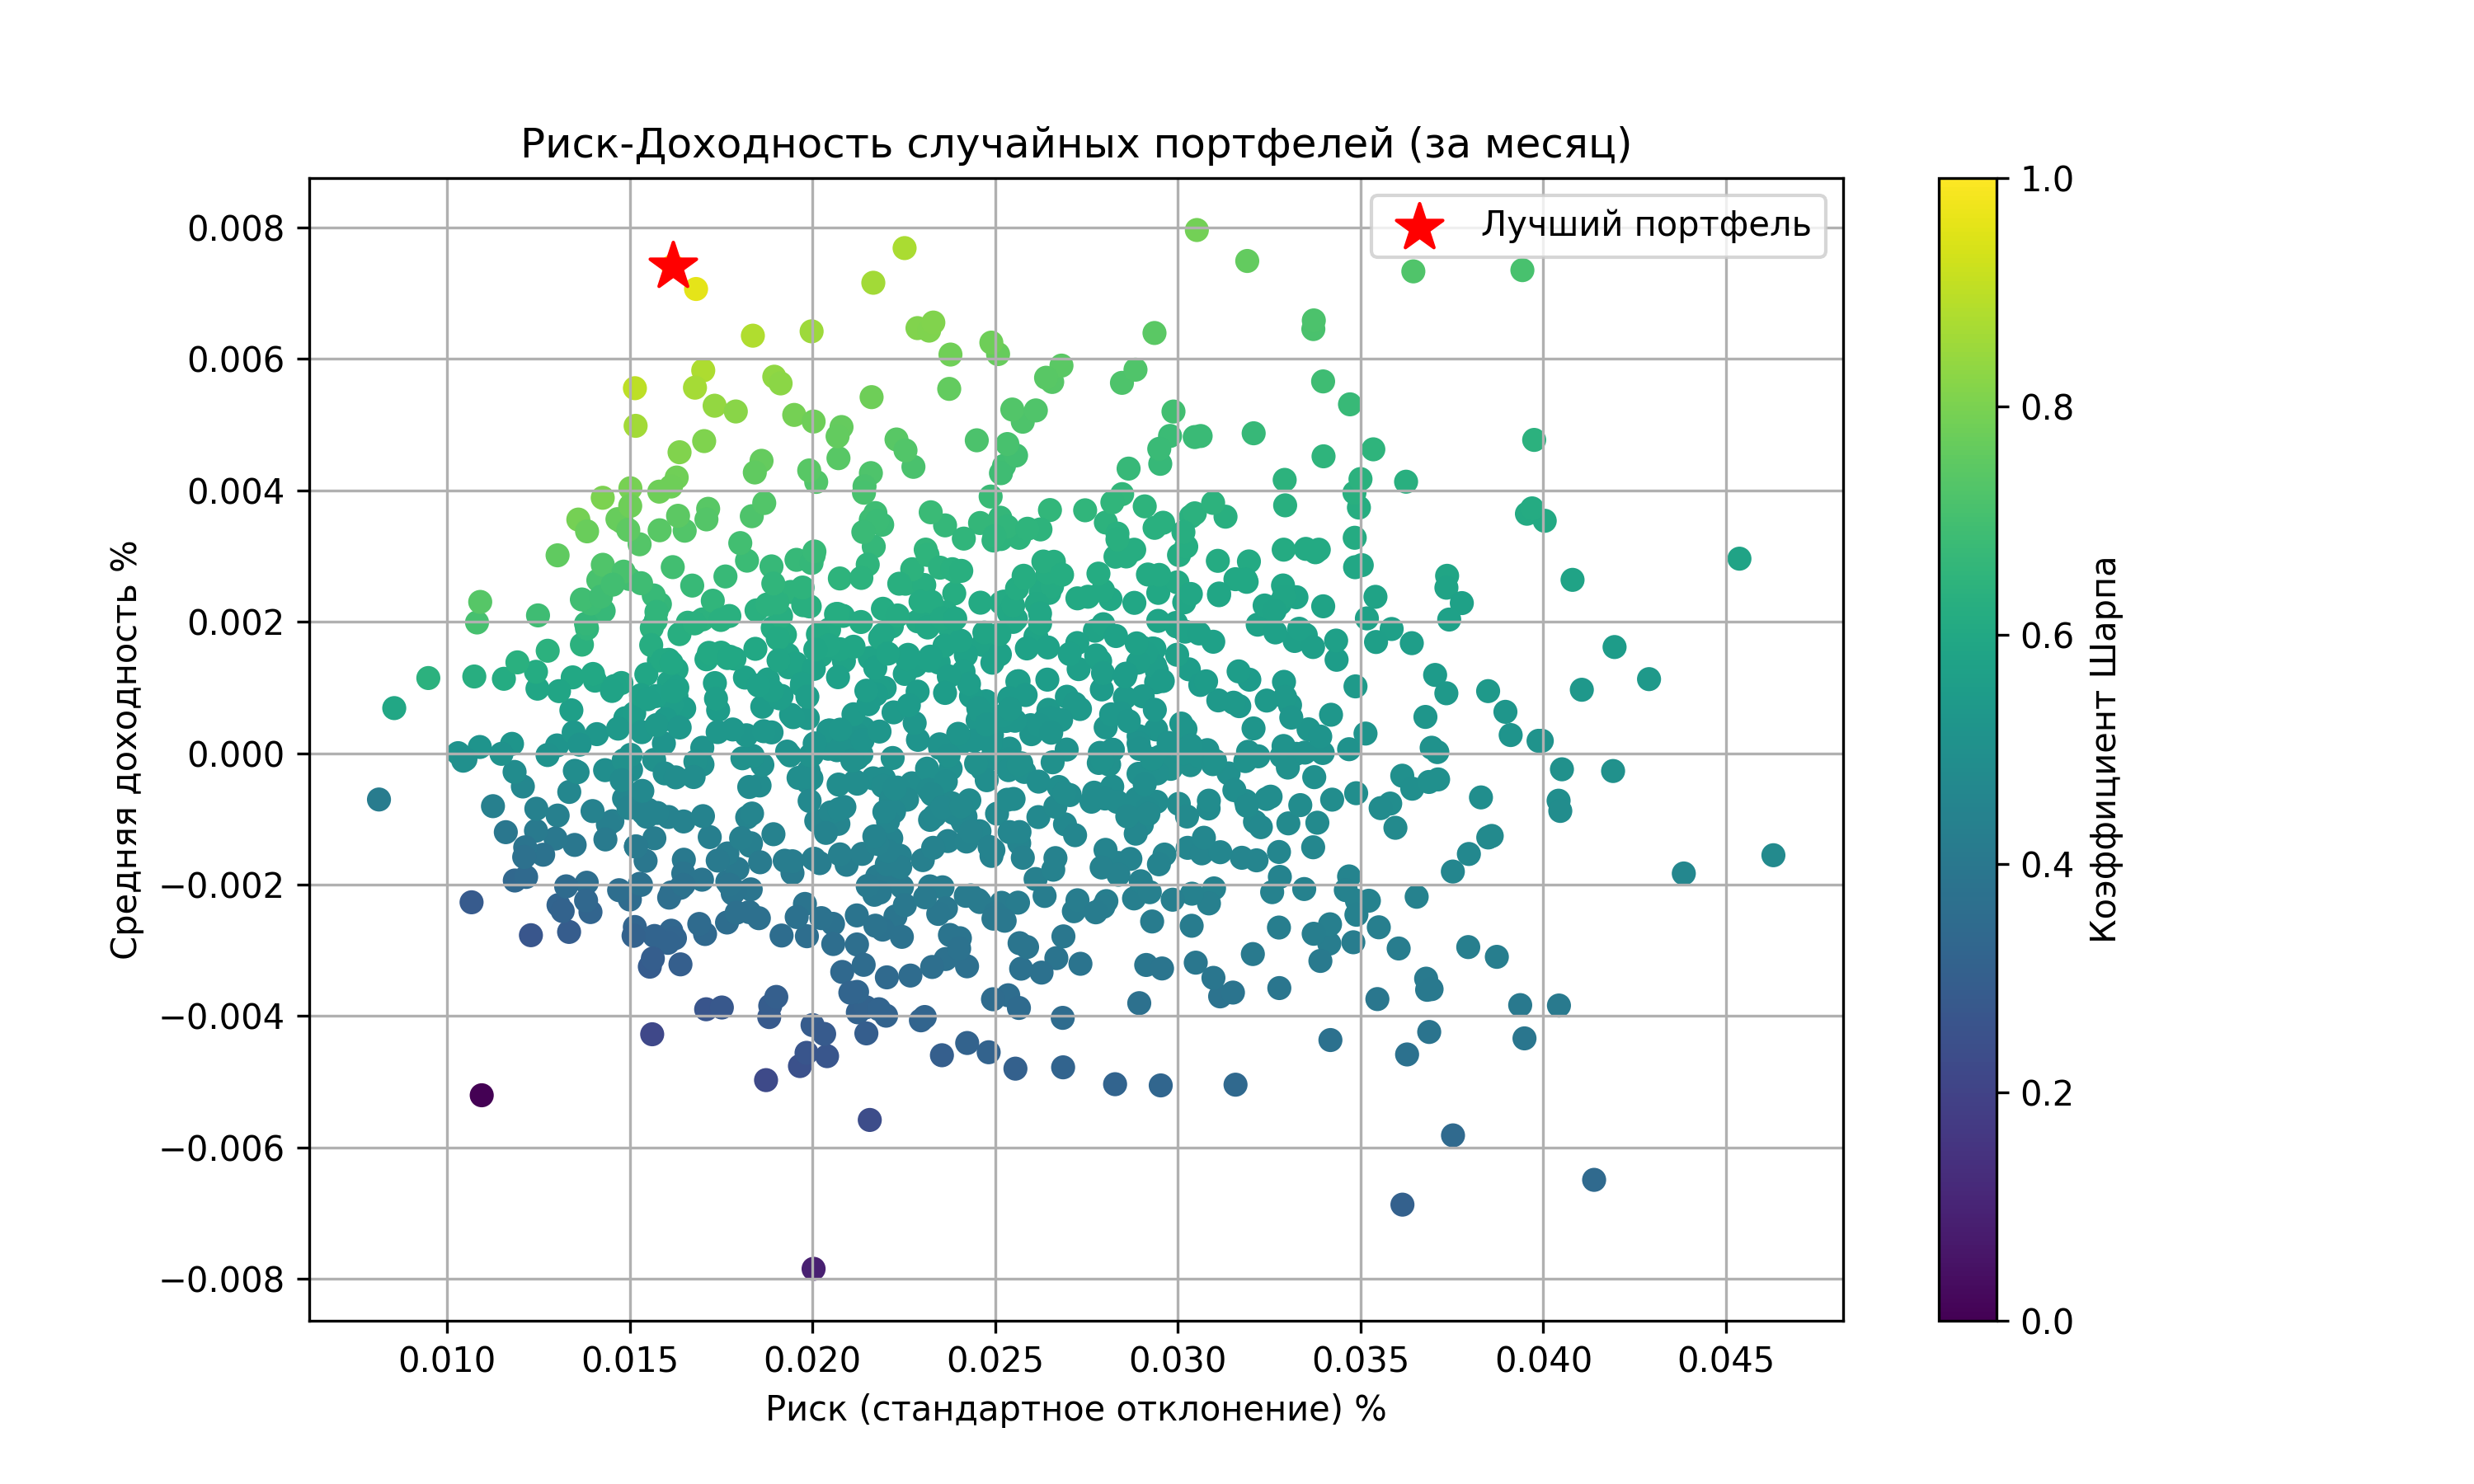 Риск-Доходность случайных портфелей (за месяц)
Лучший портфель
Средняя доходность %
0.008
0.006
0.004
0.002
0.000
−0.002
−0.004
−0.006
−0.008
0.010 0.015 0.020 0.025 0.030 0.035 0.040 0.045
Риск (стандартное отклонение) %
1.0
0.8
0.6
0.4
0.2
0.0
Коэффициент Шарпа